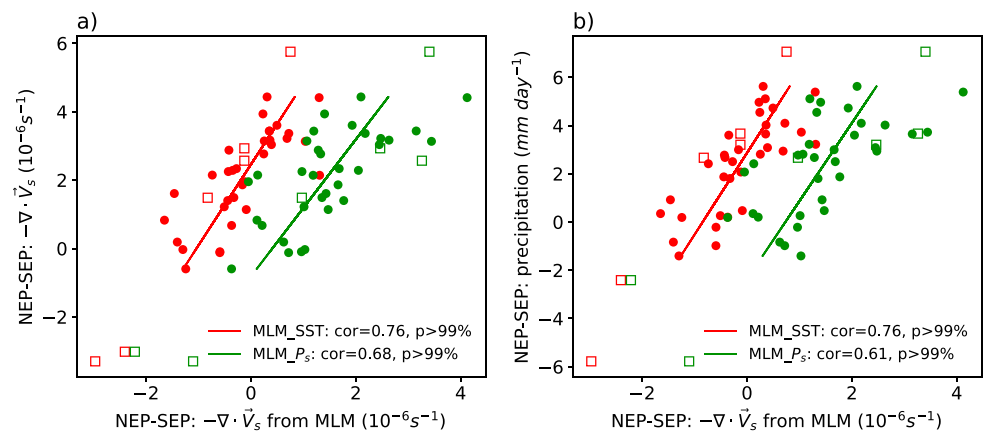 a)
NEP-SEP: −∇· V⃗ₛ (10⁻⁶s⁻¹)
6
4
2
0
−2
−2
0
2
4
MLM_SST: cor=0.76, p>99%
MLM_Pₛ: cor=0.68, p>99%
NEP-SEP: −∇· V⃗ₛ from MLM (10⁻⁶s⁻¹)
b)
NEP-SEP: precipitation (mm day⁻¹)
6
4
2
0
−2
−4
−6
−2
0
2
4
MLM_SST: cor=0.76, p>99%
MLM_Pₛ: cor=0.61, p>99%
NEP-SEP: −∇· V⃗ₛ from MLM (10⁻⁶s⁻¹)